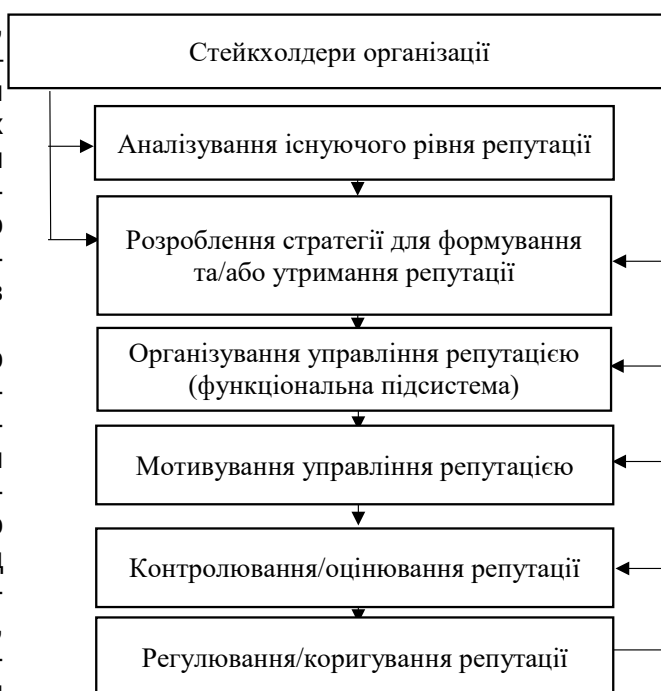 Стейкхолдери організації
Аналізування існуючого рівня репутації
Розроблення стратегії для формування
та/або утримання репутації
Організування управління репутацією
(функціональна підсистема)
Мотивування управління репутацією
Контролювання/оцінювання репутації
Регулювання/коригування репутації